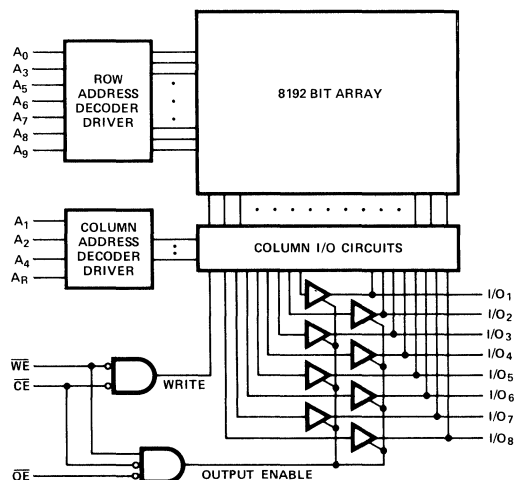 A0
A3
A5
A6
A7
A8
A9
ROW
ADDRESS
DECODER
DRIVER
8192 BIT ARRAY
A1
A2
A4
AR
COLUMN
ADDRESS
DECODER
DRIVER
COLUMN I/O CIRCUITS
I/O1
I/O2
I/O3
I/O4
I/O5
I/O6
I/O7
I/O8
WE
CE
WRITE
OE
OUTPUT ENABLE